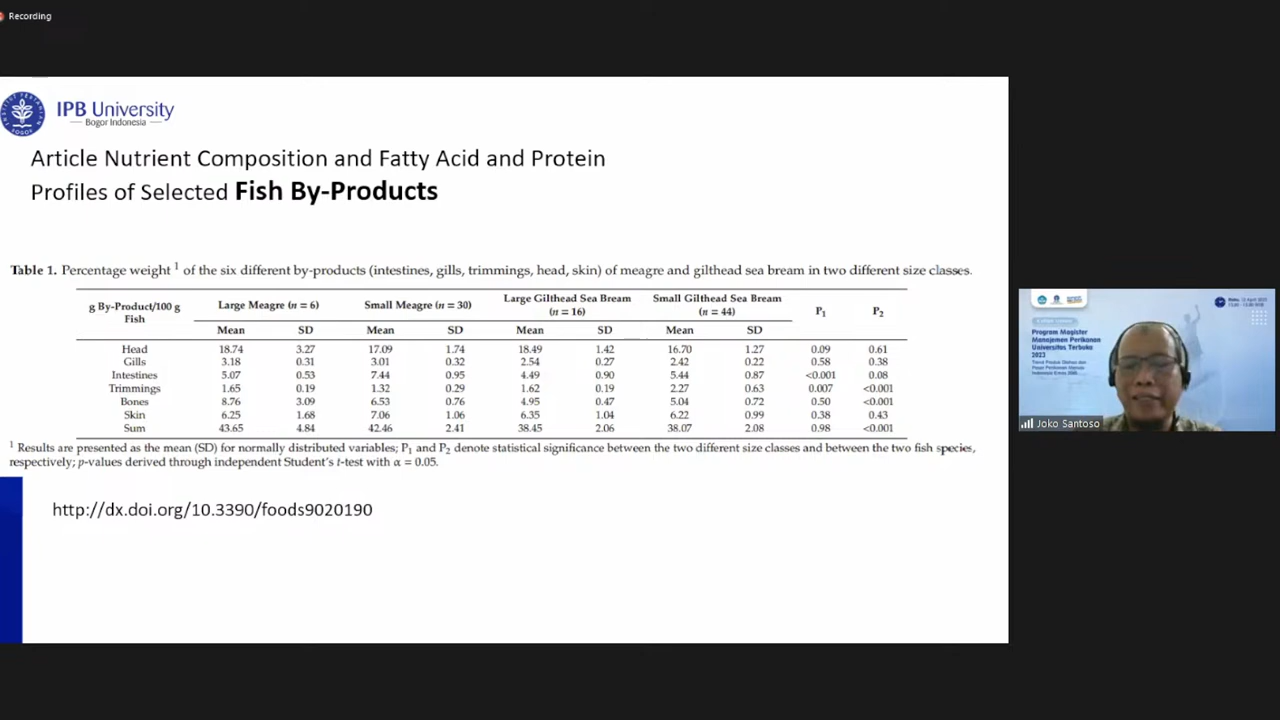 Recording
IPB University
Bogor Indonesia
Article Nutrient Composition and Fatty Acid and Protein
Profiles of Selected Fish By-Products
Table 1. Percentage weight 1 of the six different by-products (intestines, gills, trimmings, head, skin) of meagre and gilthead sea bream in two different size classes.
g By-Product/100 g Fish Large Meagre (n = 6) Small Meagre (n = 30) Large Gilthead Sea Bream (n = 16) Small Gilthead Sea Bream (n = 44) P1 P2
Mean SD Mean SD Mean SD Mean SD
Head 18.74 3.27 17.09 1.74 18.49 1.42 16.70 1.27 0.09 0.61
Gills 3.18 0.31 3.01 0.32 2.54 0.27 2.42 0.22 0.58 0.38
Intestines 5.07 0.53 7.44 0.95 4.49 0.90 5.44 0.87 <0.001 0.08
Trimmings 1.65 0.19 1.32 0.29 1.62 0.19 2.27 0.63 0.007 <0.001
Bones 8.76 3.09 6.53 0.76 4.95 0.47 5.04 0.72 0.50 <0.001
Skin 6.25 1.68 7.06 1.06 6.35 1.04 6.22 0.99 0.38 0.43
Sum 43.65 4.84 42.46 2.41 38.45 2.06 38.07 2.08 0.98 <0.001
1 Results are presented as the mean (SD) for normally distributed variables; P1 and P2 denote statistical significance between the two different size classes and between the two fish species,
respectively; p-values derived through independent Student's t-test with α = 0.05.
http://dx.doi.org/10.3390/foods9020190
Program Magister
Manajemen Perikanan
Universitas Terbuka
2023
Joko Santoso